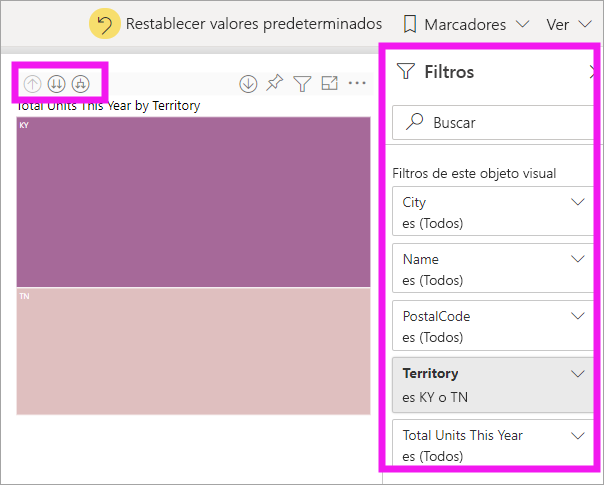 Restablecer valores predeterminados
Marcadores
Ver
Total Units This Year by Territory
KY
TN
Filtros
Buscar
Filtros de este objeto visual
City
es (Todos)
Name
es (Todos)
PostalCode
es (Todos)
Territory
es KY o TN
Total Units This Year
es (Todos)